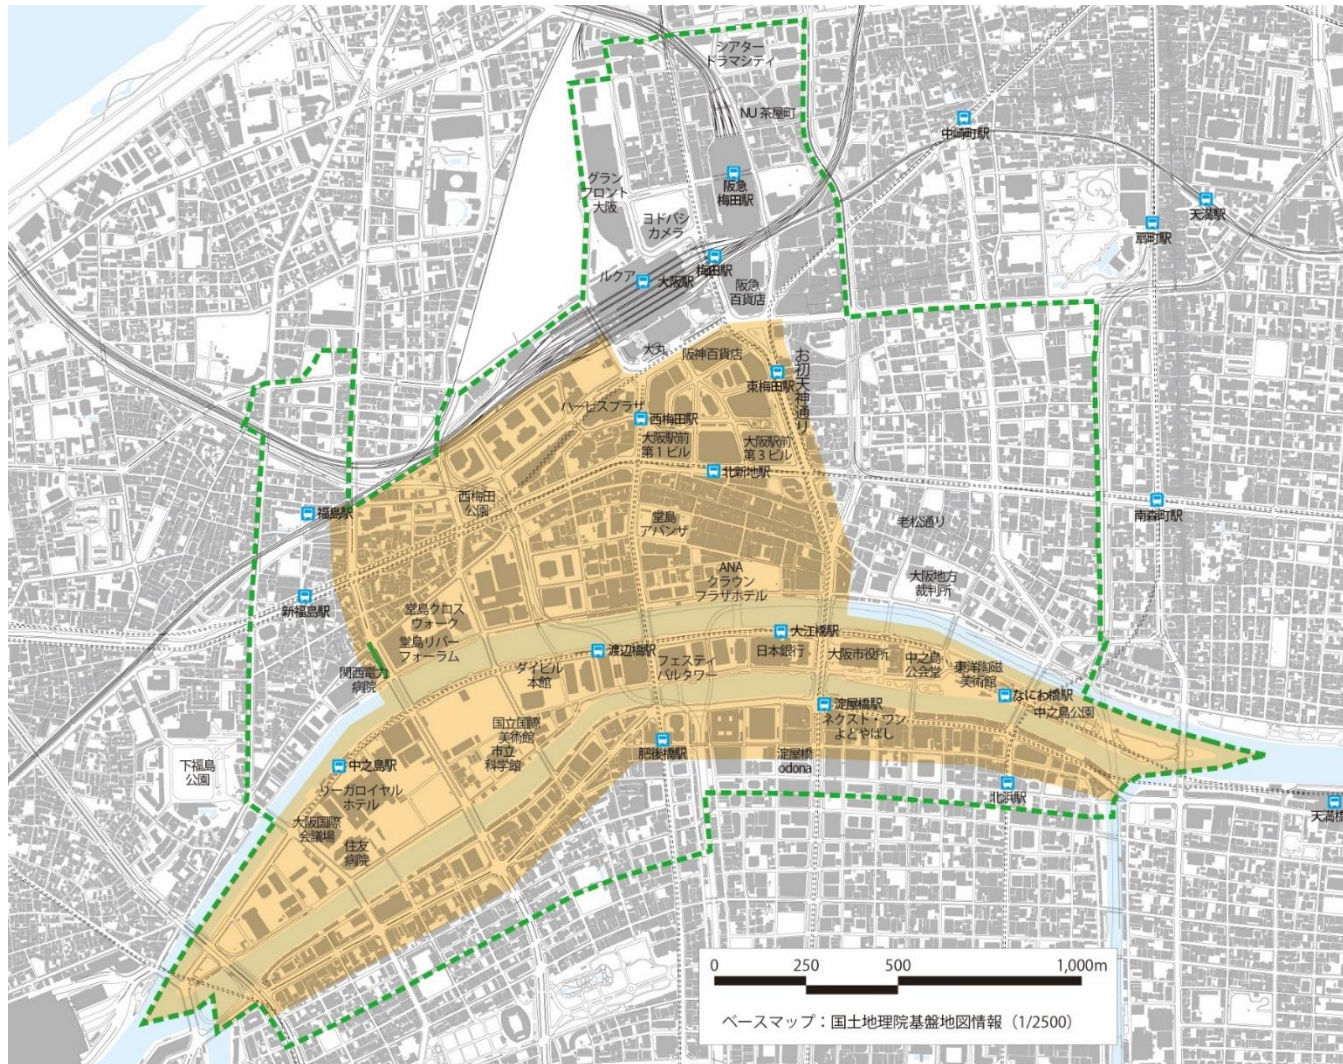 シアター
ドラマシティ
NU 茶屋町
中崎町駅
阪急
梅田駅
グラン
フロント
大阪
天満駅
扇町駅
ヨドバシ
カメラ
梅田駅
ルクア
大阪駅
阪急
百貨店
大丸
阪神百貨店
お初天神通り
東梅田駅
ハービスプラザ
西梅田駅
大阪駅前
第1ビル
大阪駅前
第3ビル
北新地駅
西梅田
公園
福島駅
南森町駅
堂島
アバンザ
老松通り
ANA
クラウン
プラザホテル
大阪地方
裁判所
新福島駅
堂島クロス
ウォーク
堂島リバー
フォーラム
大江橋駅
渡辺橋駅
日本銀行
大阪市役所
中之島
公会堂
東洋陶磁
美術館
関西電力
病院
ダイビル
本館
フェスティ
バルタワー
なにわ橋駅
中之島公園
淀屋橋駅
ネクスト・ワン
よどやばし
国立国際
美術館
市立
科学館
肥後橋駅
淀屋橋
odona
下福島
公園
中之島駅
リーガロイヤル
ホテル
北浜駅
天満橋
大阪国際
会議場
住友
病院
0 250 500 1,000m
ベースマップ：国土地理院基盤地図情報（1/2500）